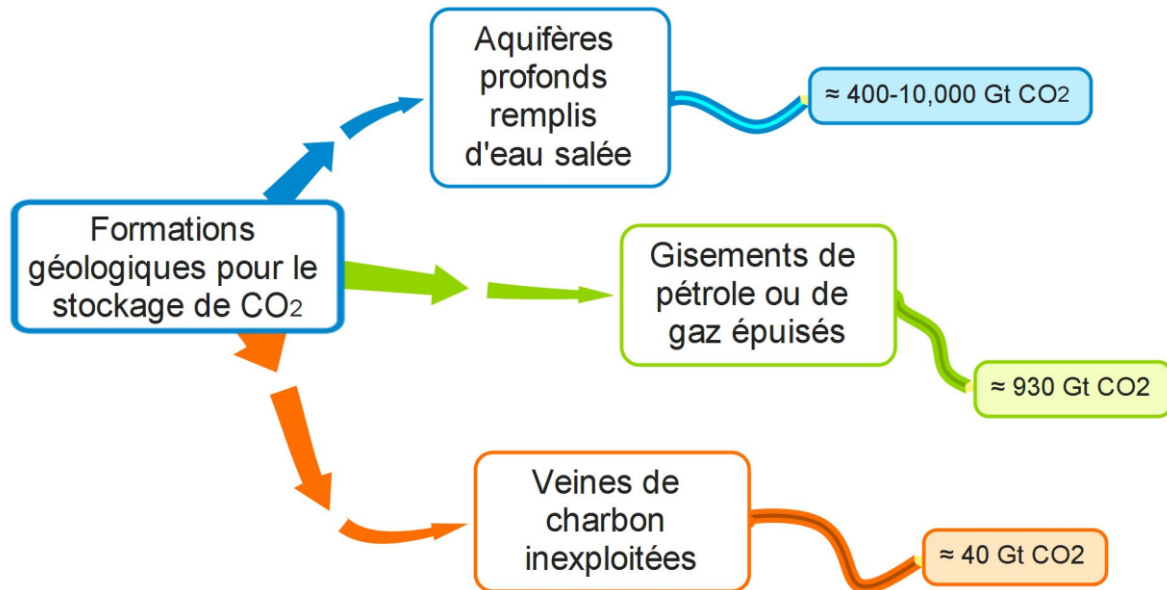 Aquifères
profonds
remplis
d'eau salée
≈ 400-10,000 Gt CO2
Formations
géologiques pour le
stockage de CO2
Gisements de
pétrole ou de
gaz épuisés
≈ 930 Gt CO2
Veines de
charbon
inexploitées
≈ 40 Gt CO2